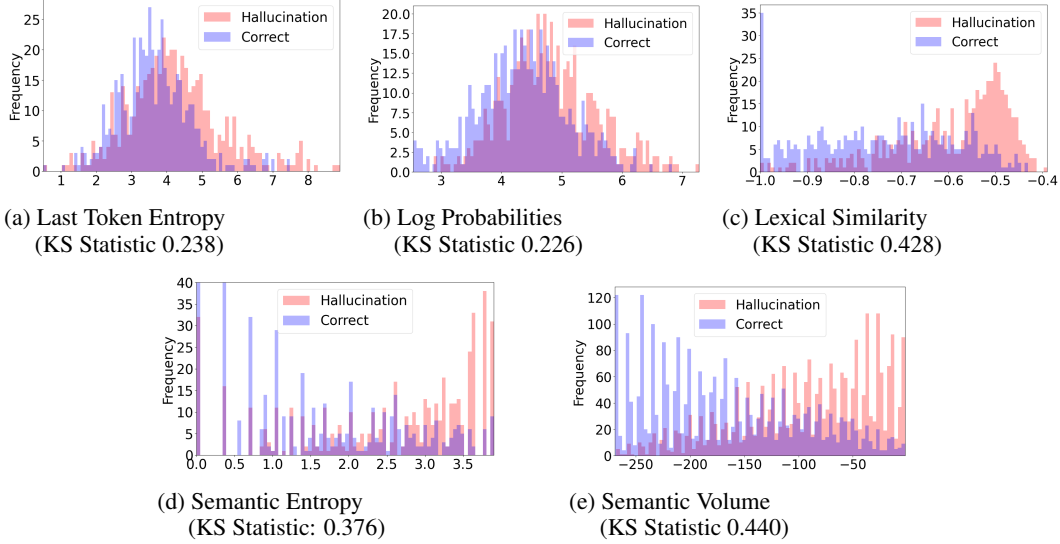 25
20
15
10
5
0
Frequency
1 2 3 4 5 6 7 8
Hallucination
Correct
(a) Last Token Entropy
(KS Statistic 0.238)
20.0
17.5
15.0
12.5
10.0
7.5
5.0
2.5
0.0
Frequency
3 4 5 6 7
Hallucination
Correct
(b) Log Probabilities
(KS Statistic 0.226)
35
30
25
20
15
10
5
0
Frequency
−1.0 −0.9 −0.8 −0.7 −0.6 −0.5 −0.4
Hallucination
Correct
(c) Lexical Similarity
(KS Statistic 0.428)
40
35
30
25
20
15
10
5
0
Frequency
0.0 0.5 1.0 1.5 2.0 2.5 3.0 3.5
Hallucination
Correct
(d) Semantic Entropy
(KS Statistic: 0.376)
120
100
80
60
40
20
0
Frequency
−250 −200 −150 −100 −50
Hallucination
Correct
(e) Semantic Volume
(KS Statistic 0.440)